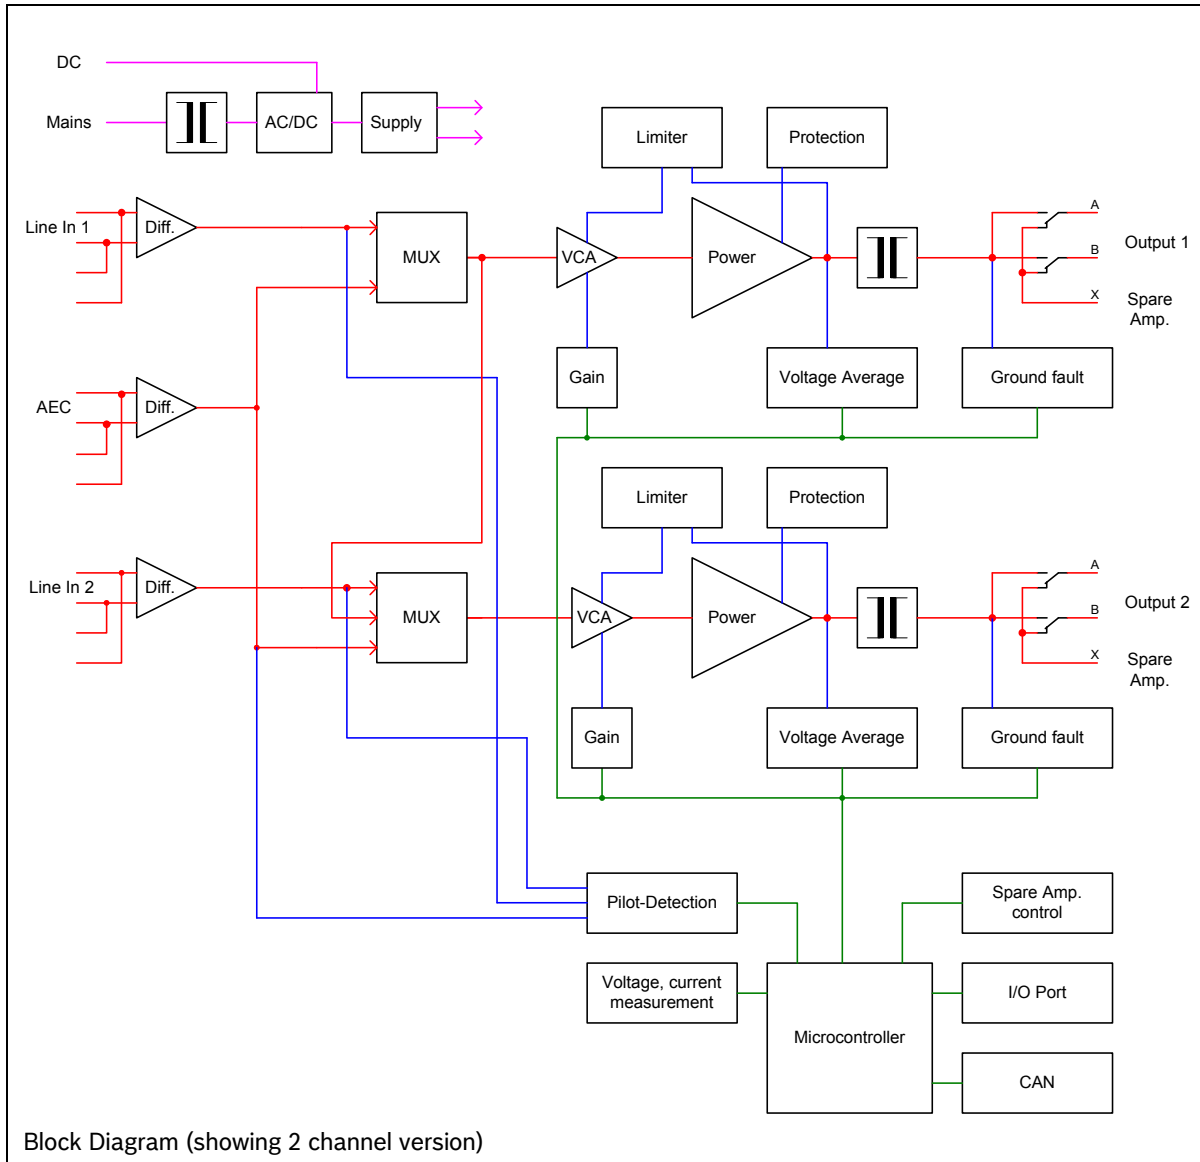 DC
Mains
AC/DC
Supply
Limiter
Protection
Line In 1
Diff.
MUX
VCA
Power
A
B
X
Output 1
Spare
Amp.
Gain
Voltage Average
Ground fault
AEC
Diff.
Limiter
Protection
Line In 2
Diff.
MUX
VCA
Power
A
B
X
Output 2
Spare
Amp.
Gain
Voltage Average
Ground fault
Pilot-Detection
Spare Amp.
control
Voltage, current
measurement
Microcontroller
I/O Port
CAN
Block Diagram (showing 2 channel version)